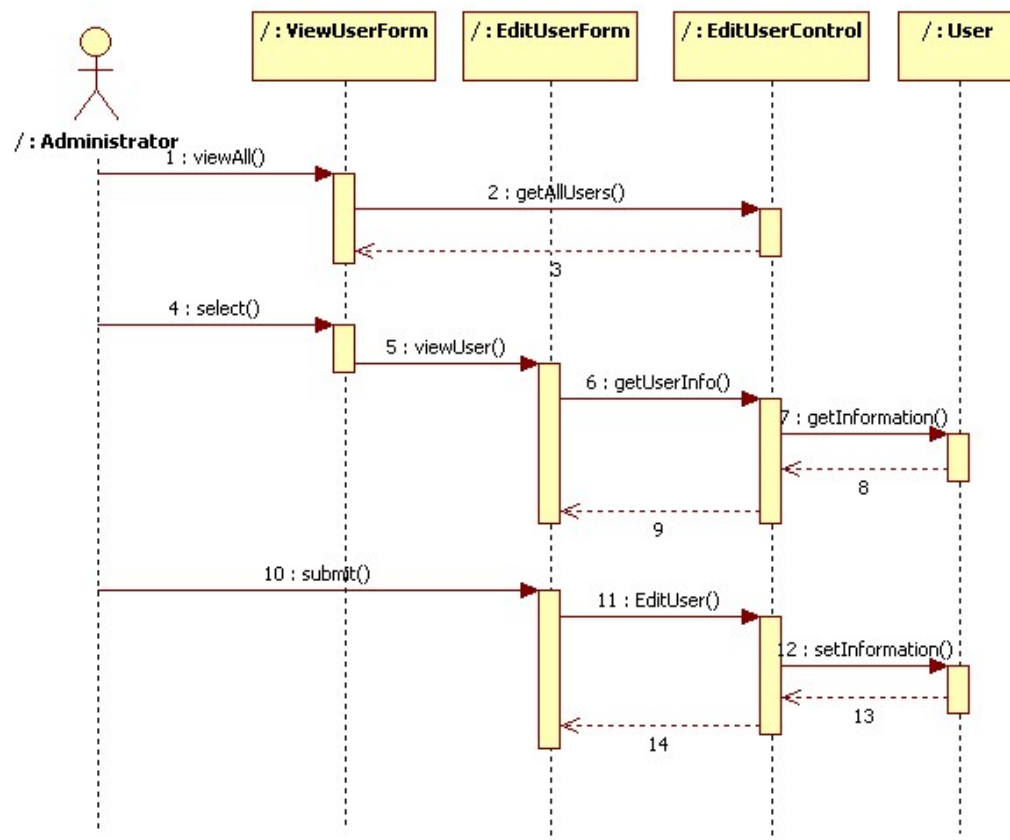 / : ViewUserForm
/ : EditUserForm
/ : EditUserControl
/ : User
/ : Administrator
1 : viewAll()
2 : getAllUsers()
3
4 : select()
5 : viewUser()
6 : getUserInfo()
7 : getInformation()
8
9
10 : submit()
11 : EditUser()
12 : setInformation()
13
14